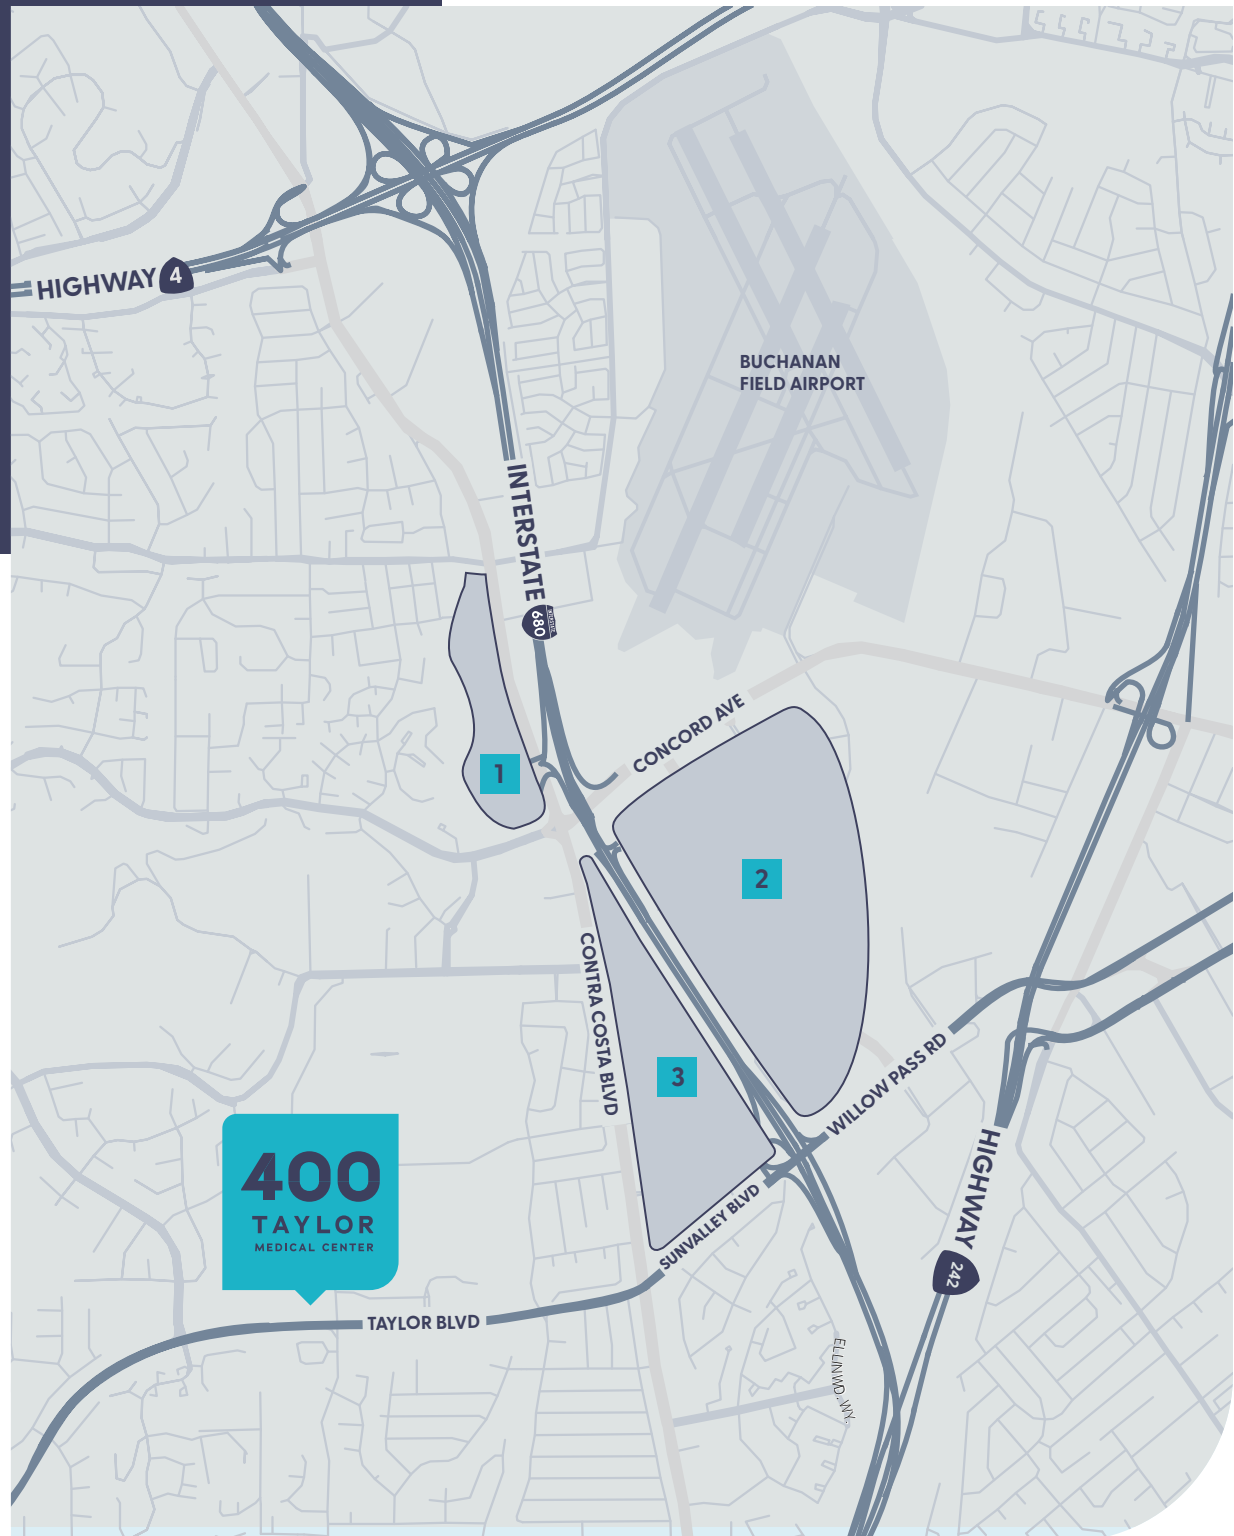 HIGHWAY 4
BUCHANAN
FIELD AIRPORT
INTERSTATE
680
CONCORD AVE
1
2
CONTRA COSTA BLVD
3
WILLOW PASS RD
400
TAYLOR
MEDICAL CENTER
HIGHWAY
242
SUNVALLEY BLVD
TAYLOR BLVD
ELLINWD. WY.